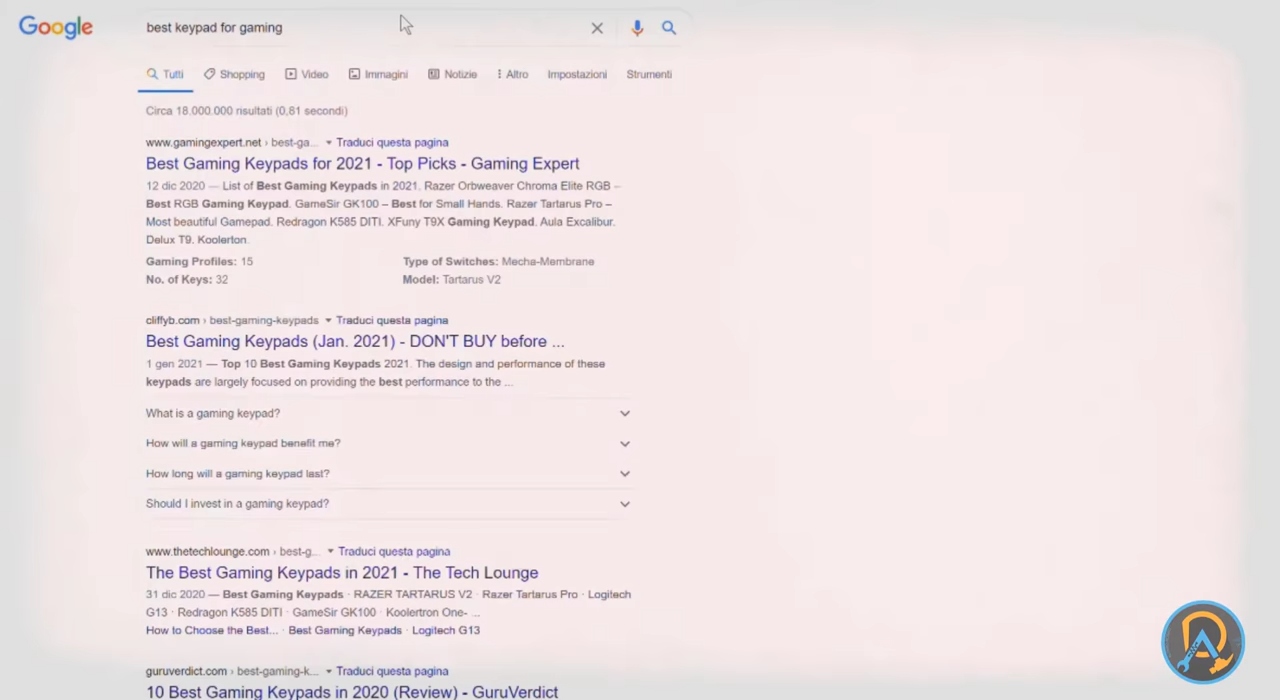 Google
best keypad for gaming
Tutti Shopping Video Immagini Notizie Altro Impostazioni Strumenti
Circa 18.000.000 risultati (0,81 secondi)
www.gamingexpert.net › best-ga... Traduci questa pagina
Best Gaming Keypads for 2021 - Top Picks - Gaming Expert
12 dic 2020 — List of Best Gaming Keypads in 2021. Razer Orbweaver Chroma Elite RGB –
Best RGB Gaming Keypad. GameSir GK100 – Best for Small Hands. Razer Tartarus Pro –
Most beautiful Gamepad. Redragon K585 DITI. XFuny T9X Gaming Keypad. Aula Excalibur.
Delux T9. Koolerton.
Gaming Profiles: 15 Type of Switches: Mecha-Membrane
No. of Keys: 32 Model: Tartarus V2
cliffyb.com › best-gaming-keypads Traduci questa pagina
Best Gaming Keypads (Jan. 2021) - DON'T BUY before ...
1 gen 2021 — Top 10 Best Gaming Keypads 2021. The design and performance of these
keypads are largely focused on providing the best performance to the ...
What is a gaming keypad?
How will a gaming keypad benefit me?
How long will a gaming keypad last?
Should I invest in a gaming keypad?
www.thetechlounge.com › best-g... Traduci questa pagina
The Best Gaming Keypads in 2021 - The Tech Lounge
31 dic 2020 — Best Gaming Keypads · RAZER TARTARUS V2 · Razer Tartarus Pro · Logitech
G13 · Redragon K585 DITI · GameSir GK100 · Koolertron One- ...
How to Choose the Best... · Best Gaming Keypads · Logitech G13
guruverdict.com › best-gaming-k... Traduci questa pagina
10 Best Gaming Keypads in 2020 (Review) - GuruVerdict